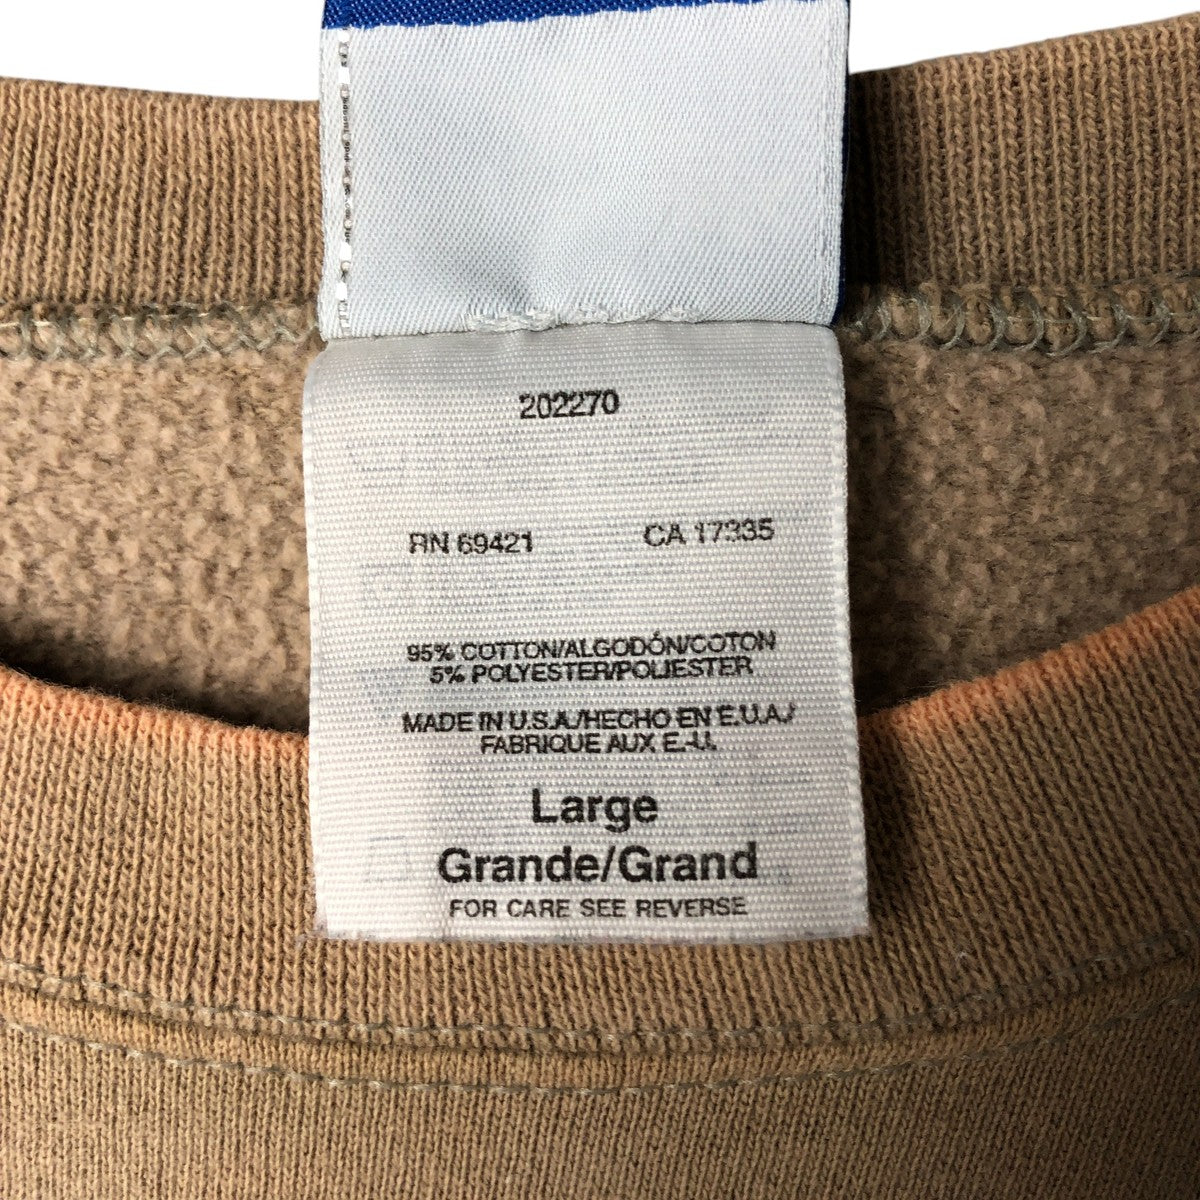 202270
RN 69421 CA 17335
95% COTTON/ALGODÓN/COTON
5% POLYESTER/POLIESTER
MADE IN U.S.A./HECHO EN E.U.A./
FABRIQUE AUX E.-U.
Large
Grande/Grand
FOR CARE SEE REVERSE